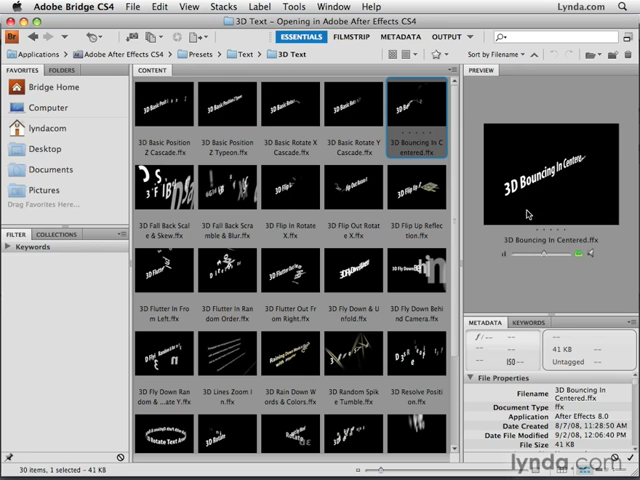 Adobe Bridge CS4 File Edit View Stacks Label Tools Window Help Lynda.com
3D Text – Opening in Adobe After Effects CS4
Br ESSENTIALS FILMSTRIP METADATA OUTPUT
Applications Adobe After Effects CS4 Presets Text 3D Text Sort by Filename
FAVORITES FOLDERS CONTENT PREVIEW
Bridge Home
Computer
lyndacom
Desktop
Documents
Pictures
Drag Favorites Here...
FILTER COLLECTIONS
Keywords
3D Basic Position Z Cascade.ffx
3D Basic Position Z Typeon.ffx
3D Basic Rotate X Cascade.ffx
3D Basic Rotate Y Cascade.ffx
3D Bouncing In Centered.ffx
3D Fall Back Scale & Skew.ffx
3D Fall Back Scramble & Blur.ffx
3D Flip In Rotate X.ffx
3D Flip Out Rotate X.ffx
3D Flip Up Reflection.ffx
3D Flutter In From Left.ffx
3D Flutter In Random Order.ffx
3D Flutter Out From Right.ffx
3D Fly Down & Unfold.ffx
3D Fly Down Behind Camera.ffx
3D Fly Down Random & ...ate Y.ffx
3D Lines Zoom In.ffx
3D Rain Down Words & Colors.ffx
3D Random Spike Tumble.ffx
3D Resolve Position.ffx
3D Bouncing In Centere
3D Bouncing In Centered.ffx
METADATA KEYWORDS
f/ -- --
-- --
-- ISO --
-- --
41 KB
Untagged --
File Properties
Filename 3D Bouncing In Centered.ffx
Document Type ffx
Application After Effects 8.0
Date Created 8/7/08, 11:28:50 AM
Date File Modified 9/2/08, 12:06:40 PM
File Size 41 KB
30 items, 1 selected - 41 KB
lynda.com